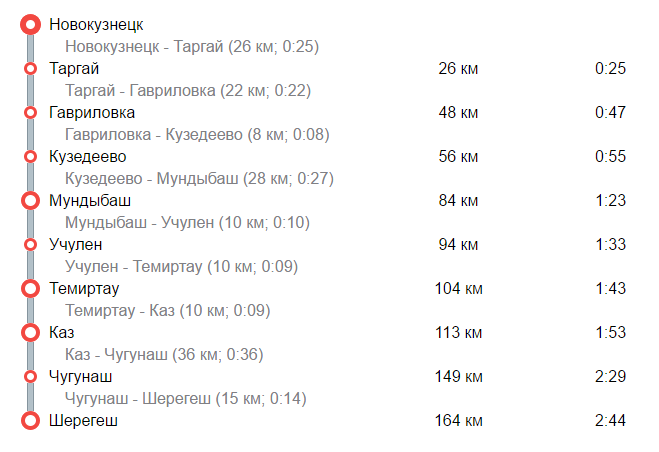 Новокузнецк
Новокузнецк - Таргай (26 км; 0:25)
Таргай 26 км 0:25
Таргай - Гавриловка (22 км; 0:22)
Гавриловка 48 км 0:47
Гавриловка - Кузедеево (8 км; 0:08)
Кузедеево 56 км 0:55
Кузедеево - Мундыбаш (28 км; 0:27)
Мундыбаш 84 км 1:23
Мундыбаш - Учулен (10 км; 0:10)
Учулен 94 км 1:33
Учулен - Темиртау (10 км; 0:09)
Темиртау 104 км 1:43
Темиртау - Каз (10 км; 0:09)
Каз 113 км 1:53
Каз - Чугунаш (36 км; 0:36)
Чугунаш 149 км 2:29
Чугунаш - Шерегеш (15 км; 0:14)
Шерегеш 164 км 2:44